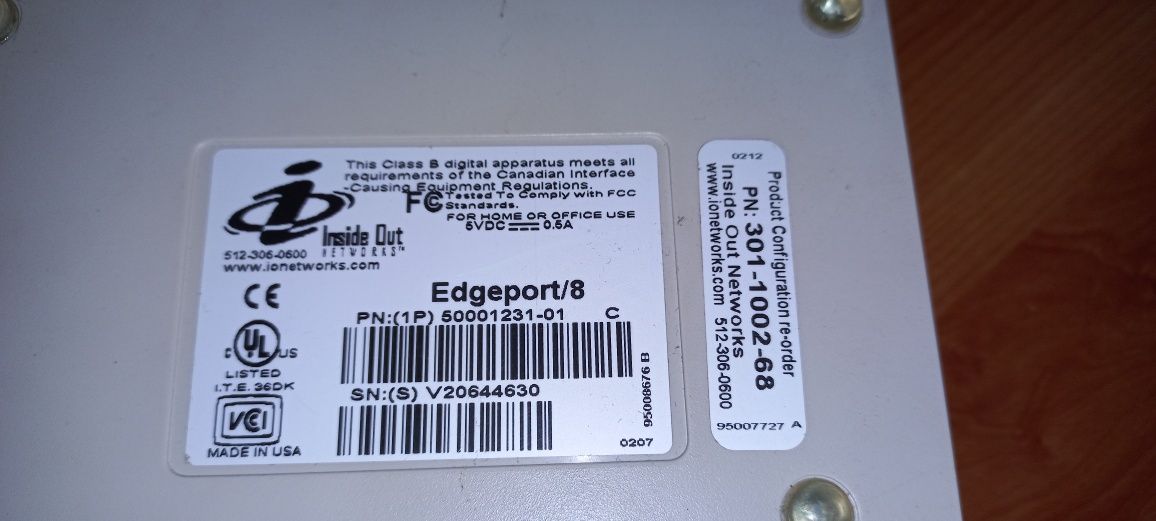 This Class B digital apparatus meets all
requirements of the Canadian Interface
-Causing Equipment Regulations.
FC Tested To Comply with FCC
Standards.
FOR HOME OR OFFICE USE
5VDC 0.5A
i
Inside Out
NETWORKS™
512-306-0600
www.ionetworks.com
CE
Edgeport/8
PN:(1P) 50001231-01 C
C UL US
LISTED
I.T.E. 36DK
SN:(S) V20644630
VCI
MADE IN USA
95008676 B
0207
0212
Product Configuration re-order
PN: 301-1002-68
Inside Out Networks
www.ionetworks.com 512-306-0600
95007727 A